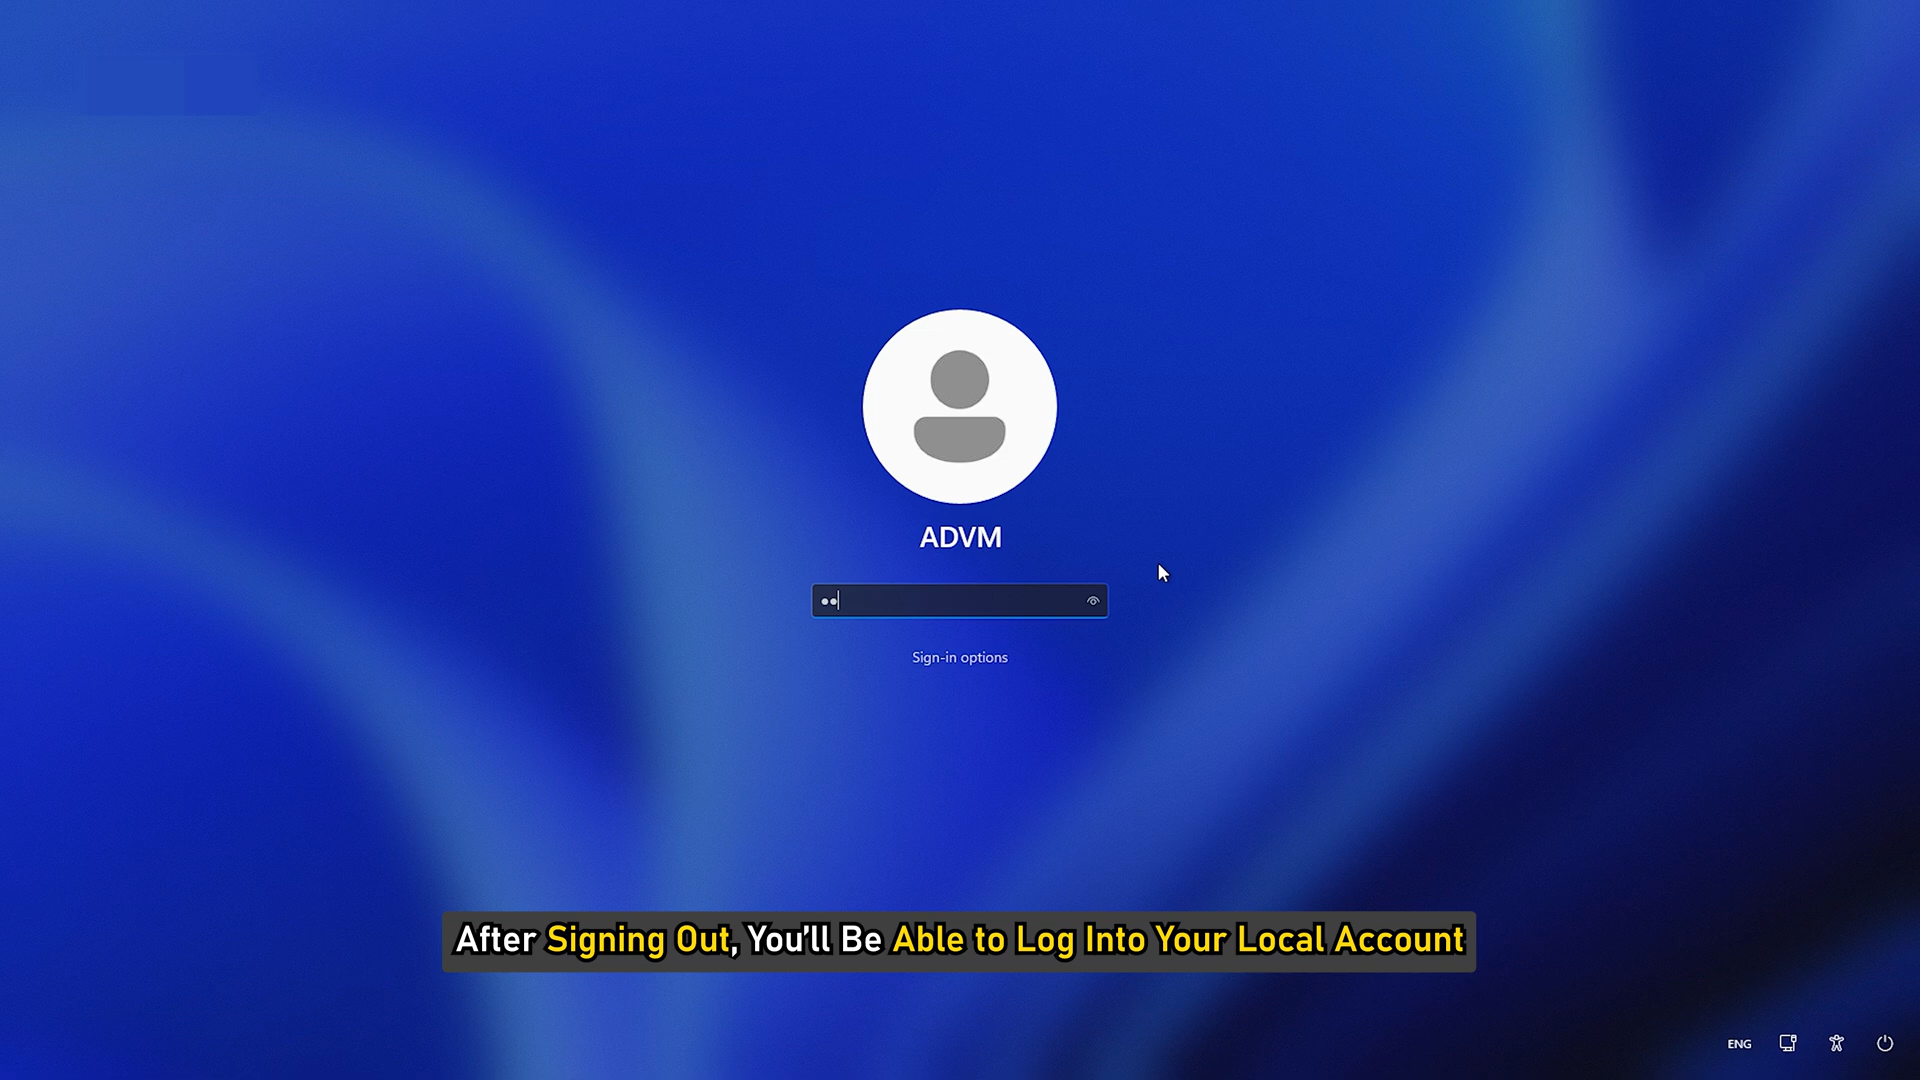 ADVM
Sign-in options
After Signing Out, You’ll Be Able to Log Into Your Local Account
ENG